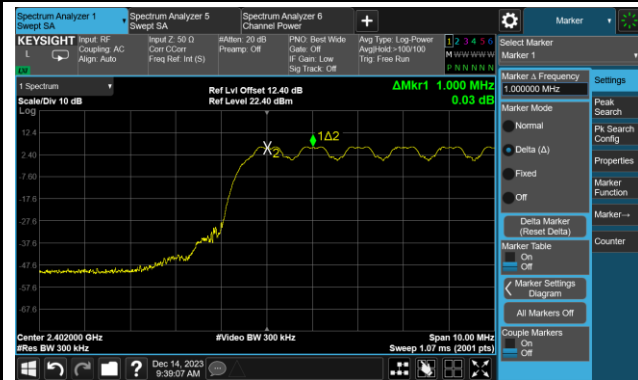 Spectrum Analyzer 1
Swept SA
Spectrum Analyzer 5
Swept SA
Spectrum Analyzer 6
Channel Power
Marker
KEYSIGHT
L
Input: RF
Coupling: AC
Align: Auto
Input Z: 50 Ω
Corr CCorr
Freq Ref: Int (S)
#Atten: 20 dB
Preamp: Off
PNO: Best Wide
Gate: Off
IF Gain: Low
Sig Track: Off
Avg Type: Log-Power
Avg|Hold:>100/100
Trig: Free Run
1 2 3 4 5 6
M W W W W W
P N N N N N
Select Marker
Marker 1
1 Spectrum
Scale/Div 10 dB
Ref Lvl Offset 12.40 dB
Ref Level 22.40 dBm
ΔMkr1 1.000 MHz
0.03 dB
Log
12.4
2.40
-7.60
-17.6
-27.6
-37.6
-47.6
-57.6
-67.6
1Δ2
2
Center 2.402000 GHz
#Res BW 300 kHz
#Video BW 300 kHz
Span 10.00 MHz
Sweep 1.07 ms (2001 pts)
Marker Δ Frequency
1.000000 MHz
Marker Mode
Normal
Delta (Δ)
Fixed
Off
Delta Marker
(Reset Delta)
Marker Table
On
Off
Marker Settings
Diagram
All Markers Off
Couple Markers
On
Off
Settings
Peak
Search
Pk Search
Config
Properties
Marker
Function
Marker→
Counter
?
Dec 14, 2023
9:39:07 AM